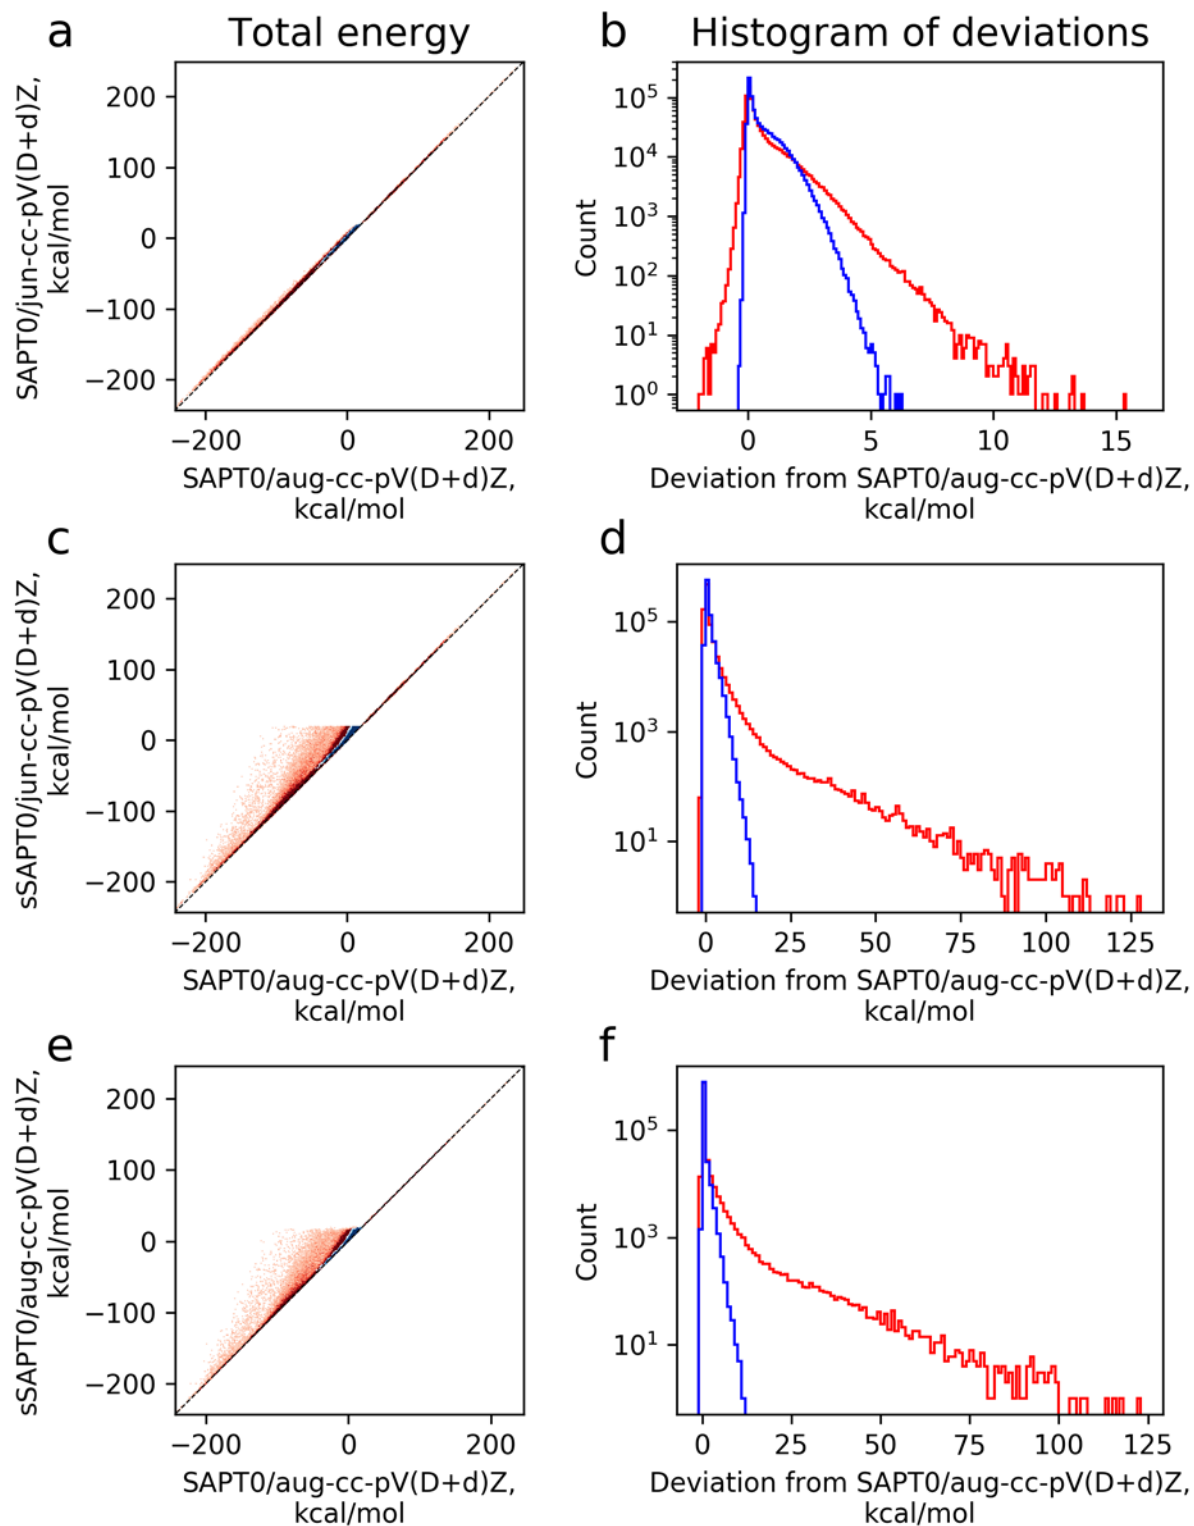 a
Total energy
b
Histogram of deviations
SAPT0/jun-cc-pV(D+d)Z,
kcal/mol
200
100
0
−100
−200
−200
0
200
SAPT0/aug-cc-pV(D+d)Z,
kcal/mol
Count
10^5
10^4
10^3
10^2
10^1
10^0
0
5
10
15
Deviation from SAPT0/aug-cc-pV(D+d)Z,
kcal/mol
c
d
sSAPT0/jun-cc-pV(D+d)Z,
kcal/mol
200
100
0
−100
−200
−200
0
200
SAPT0/aug-cc-pV(D+d)Z,
kcal/mol
Count
10^5
10^3
10^1
0
25
50
75
100
125
Deviation from SAPT0/aug-cc-pV(D+d)Z,
kcal/mol
e
f
sSAPT0/aug-cc-pV(D+d)Z,
kcal/mol
200
100
0
−100
−200
−200
0
200
SAPT0/aug-cc-pV(D+d)Z,
kcal/mol
Count
10^5
10^3
10^1
0
25
50
75
100
125
Deviation from SAPT0/aug-cc-pV(D+d)Z,
kcal/mol